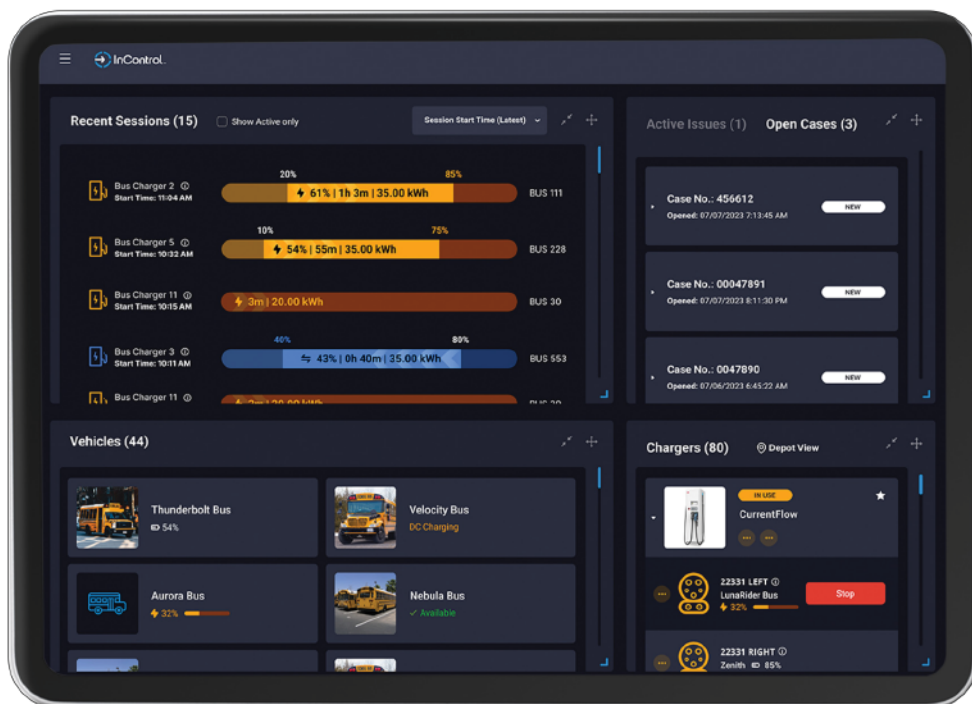 InControl.
Recent Sessions (15)
Show Active only
Session Start Time (Latest)
Bus Charger 2
Start Time: 11:04 AM
20%
85%
61% | 1h 3m | 35.00 kWh
BUS 111
Bus Charger 5
Start Time: 10:32 AM
10%
75%
54% | 55m | 35.00 kWh
BUS 228
Bus Charger 11
Start Time: 10:15 AM
3m | 20.00 kWh
BUS 30
Bus Charger 3
Start Time: 10:11 AM
40%
80%
43% | 0h 40m | 35.00 kWh
BUS 553
Bus Charger 11
Active Issues (1)
Open Cases (3)
Case No.: 456612
Opened: 07/07/2023 7:13:45 AM
NEW
Case No.: 00047891
Opened: 07/07/2023 8:11:30 PM
NEW
Case No.: 0047890
Opened: 07/06/2023 6:45:22 AM
NEW
Vehicles (44)
Thunderbolt Bus
54%
Velocity Bus
DC Charging
Aurora Bus
32%
Nebula Bus
Available
Chargers (80)
Depot View
IN USE
CurrentFlow
22331 LEFT
LunaRider Bus
32%
Stop
22331 RIGHT
Zenith
85%